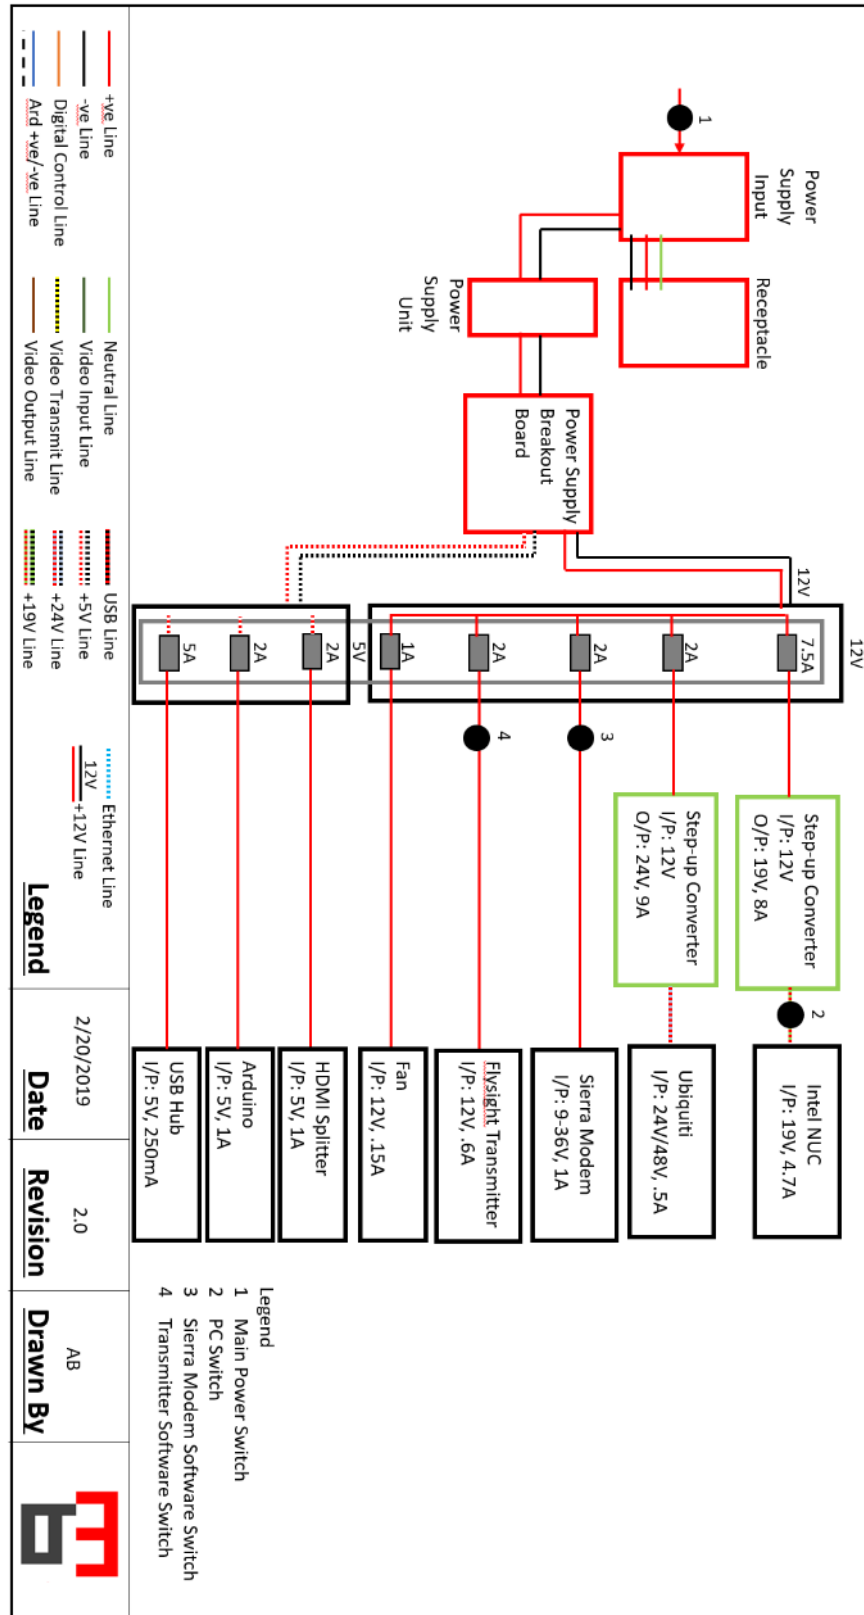 1
Power
Supply
Input
Receptacle
Power
Supply
Unit
Power Supply
Breakout
Board
12V
12V
7.5A
2A
2A
2A
1A
5V
2A
2A
5A
3
4
Step-up Converter
I/P: 12V
O/P: 19V, 8A
Step-up Converter
I/P: 12V
O/P: 24V, 9A
2
Intel NUC
I/P: 19V, 4.7A
Ubiquiti
I/P: 24V/48V, .5A
Sierra Modem
I/P: 9-36V, 1A
Flysight Transmitter
I/P: 12V, .6A
Fan
I/P: 12V, .15A
HDMI Splitter
I/P: 5V, 1A
Arduino
I/P: 5V, 1A
USB Hub
I/P: 5V, 250mA
Legend
1 Main Power Switch
2 PC Switch
3 Sierra Modem Software Switch
4 Transmitter Software Switch
+ve Line
-ve Line
Digital Control Line
Ard +ve/-ve Line
Neutral Line
Video Input Line
Video Transmit Line
Video Output Line
USB Line
+5V Line
+24V Line
+19V Line
Ethernet Line
12V
+12V Line
Legend
2/20/2019
Date
2.0
Revision
AB
Drawn By